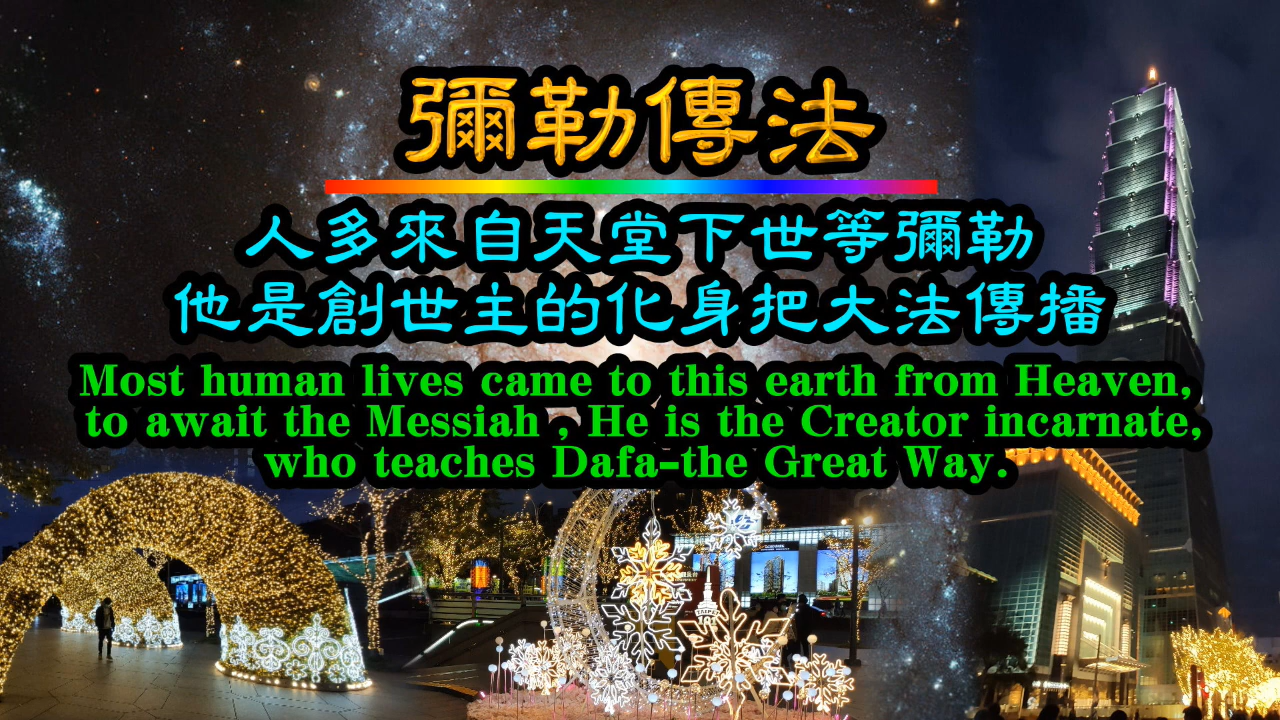 彌勒傳法
人多來自天堂下世等彌勒
他是創世主的化身把大法傳播
Most human lives came to this earth from Heaven,
to await the Messiah , He is the Creator incarnate,
who teaches Dafa-the Great Way.
TAIPEI
101